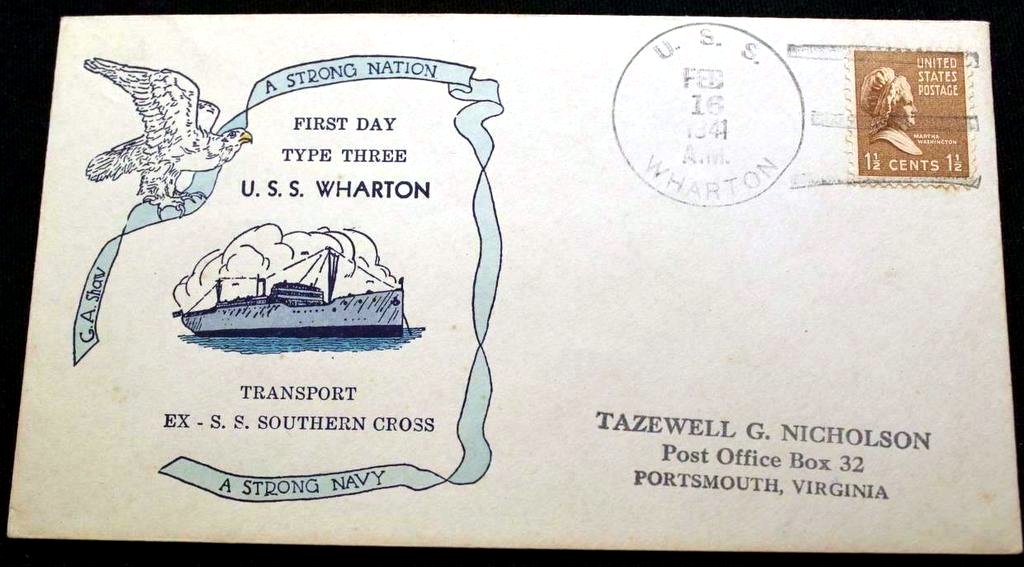 A STRONG NATION
FIRST DAY
TYPE THREE
U. S. S. WHARTON
G.A. Shaw
TRANSPORT
EX - S. S. SOUTHERN CROSS
A STRONG NAVY
U. S. S.
FEB
16
1941
A.M.
WHARTON
UNITED
STATES
POSTAGE
MARTHA
WASHINGTON
1½ CENTS 1½
TAZEWELL G. NICHOLSON
Post Office Box 32
PORTSMOUTH, VIRGINIA